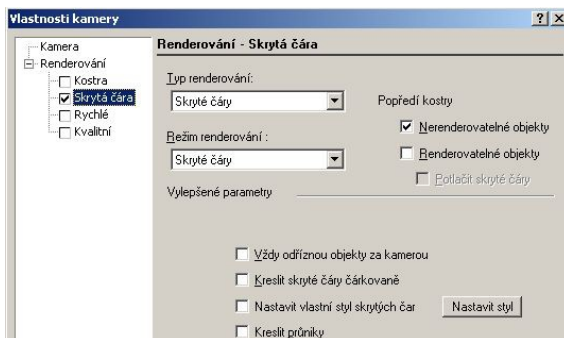 Vlastnosti kamery
Kamera
Renderování
Kostra
Skrytá čára
Rychlé
Kvalitní
Renderování - Skrytá čára
Typ renderování:
Skryté čáry
Režim renderování :
Skryté čáry
Popředí kostry
Nerenderovatelné objekty
Renderovatelné objekty
Potlačit skryté čáry
Vylepšené parametry
Vždy odříznou objekty za kamerou
Kreslit skryté čáry čárkovaně
Nastavit vlastní styl skrytých čar Nastavit styl
Kreslit průniky